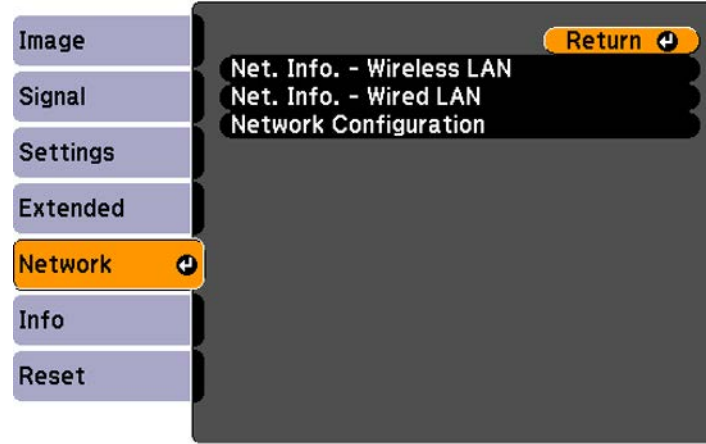 Image
Signal
Settings
Extended
Network
Info
Reset
Return
Net. Info. - Wireless LAN
Net. Info. - Wired LAN
Network Configuration